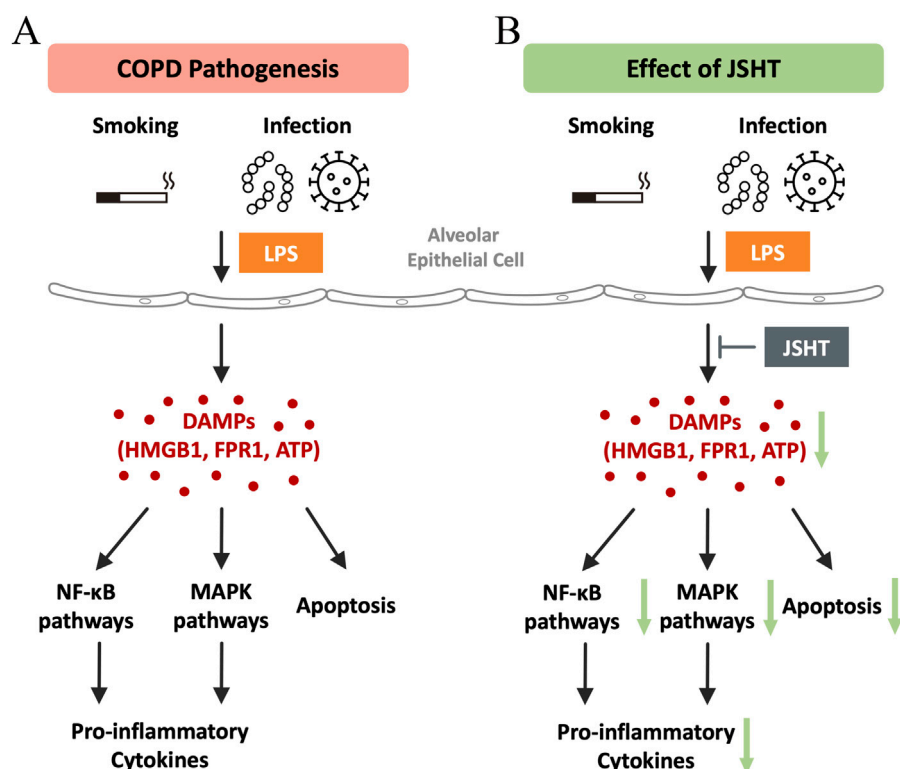 A
COPD Pathogenesis
Smoking
Infection
LPS
Alveolar
Epithelial Cell
DAMPs
(HMGB1, FPR1, ATP)
NF-κB
pathways
MAPK
pathways
Apoptosis
Pro-inflammatory
Cytokines
B
Effect of JSHT
Smoking
Infection
LPS
JSHT
DAMPs
(HMGB1, FPR1, ATP)
NF-κB
pathways
MAPK
pathways
Apoptosis
Pro-inflammatory
Cytokines